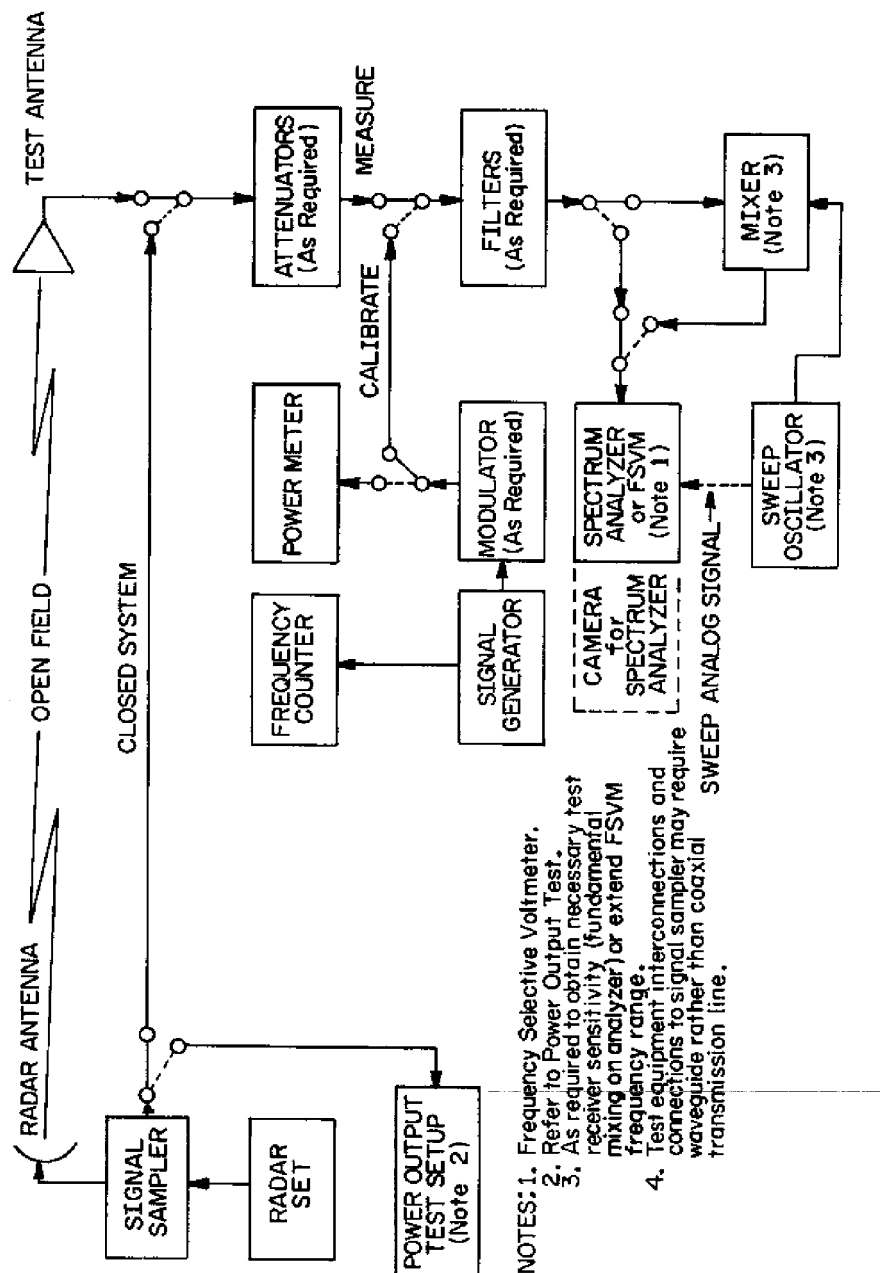 RADAR ANTENNA
OPEN FIELD
TEST ANTENNA
SIGNAL
SAMPLER
CLOSED SYSTEM
RADAR
SET
FREQUENCY
COUNTER
POWER METER
ATTENUATORS
(As Required)
MEASURE
CALIBRATE
POWER OUTPUT
TEST SETUP
(Note 2)
SIGNAL
GENERATOR
MODULATOR
(As Required)
FILTERS
(As Required)
CAMERA
for
SPECTRUM
ANALYZER
SPECTRUM
ANALYZER
or FSVM
(Note 1)
SWEEP ANALOG SIGNAL
SWEEP
OSCILLATOR
(Note 3)
MIXER
(Note 3)
NOTES: 1. Frequency Selective Voltmeter.
2. Refer to Power Output Test.
3. As required to obtain necessary test
receiver sensitivity (fundamental
mixing on analyzer) or extend FSVM
frequency range.
4. Test equipment interconnections and
connections to signal sampler may require
waveguide rather than coaxial
transmission line.